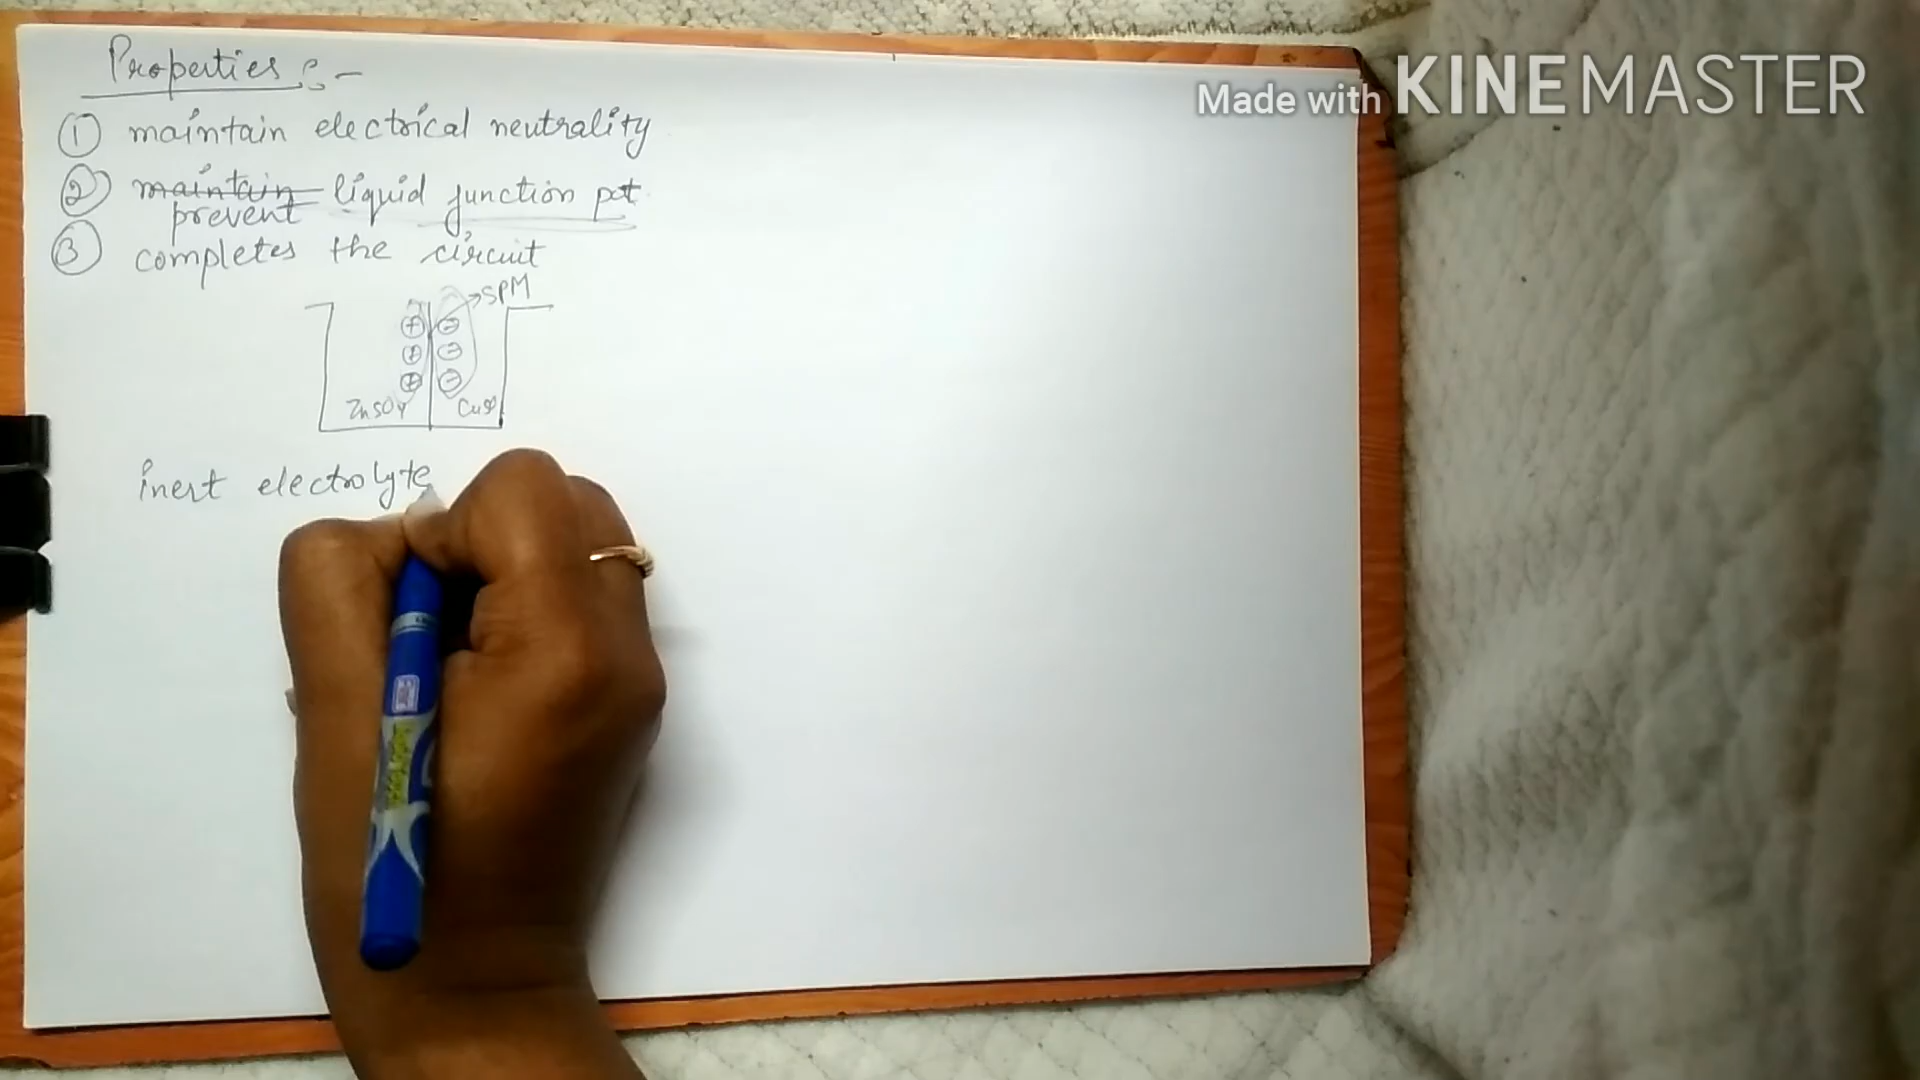 Properties :-
① maintain electrical neutrality
② maintain liquid junction pot
prevent
③ completes the circuit
SPM
+ -
+ -
+ -
ZnSO4 CuSO4
inert electrolyte
Made with KINEMASTER